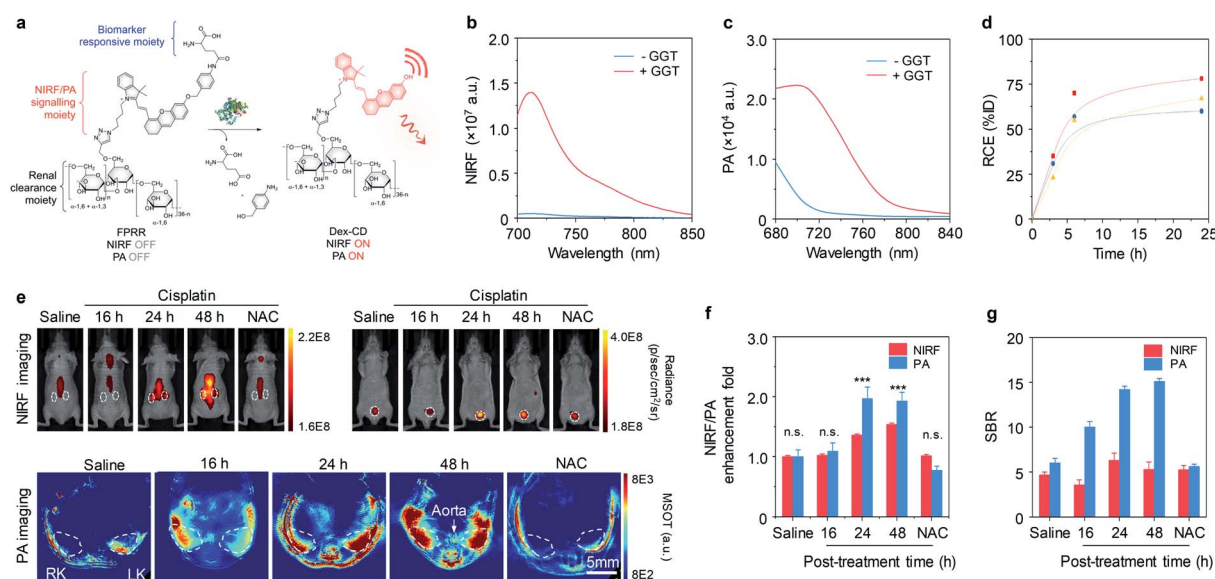 a
Biomarker
responsive moiety
NIRF/PA
signalling
moiety
Renal
clearance
moiety
α-1,6 + α-1,3
α-1,6
36-n
FPRR
NIRF OFF
PA OFF
α-1,6 + α-1,3
α-1,6
36-n
Dex-CD
NIRF ON
PA ON
b
NIRF (×10⁷ a.u.)
2.0
1.5
1.0
0.5
0
- GGT
+ GGT
700 750 800 850
Wavelength (nm)
c
PA (×10⁴ a.u.)
3
2
1
0
- GGT
+ GGT
680 720 760 800 840
Wavelength (nm)
d
RCE (%ID)
100
75
50
25
0
0 5 10 15 20 25
Time (h)
e
Cisplatin
Saline 16 h 24 h 48 h NAC
NIRF imaging
2.2E8
1.6E8
Cisplatin
Saline 16 h 24 h 48 h NAC
4.0E8
1.8E8
Radiance
(p/sec/cm²/sr)
Saline 16 h 24 h 48 h NAC
PA imaging
RK LK
Aorta
5mm
8E3
8E2
MSOT (a.u.)
f
NIRF/PA
enhancement fold
3.0
2.0
1.0
0
NIRF
PA
n.s. n.s. *** *** n.s.
Saline 16 24 48 NAC
Post-treatment time (h)
g
SBR
20
15
10
5
0
NIRF
PA
Saline 16 24 48 NAC
Post-treatment time (h)